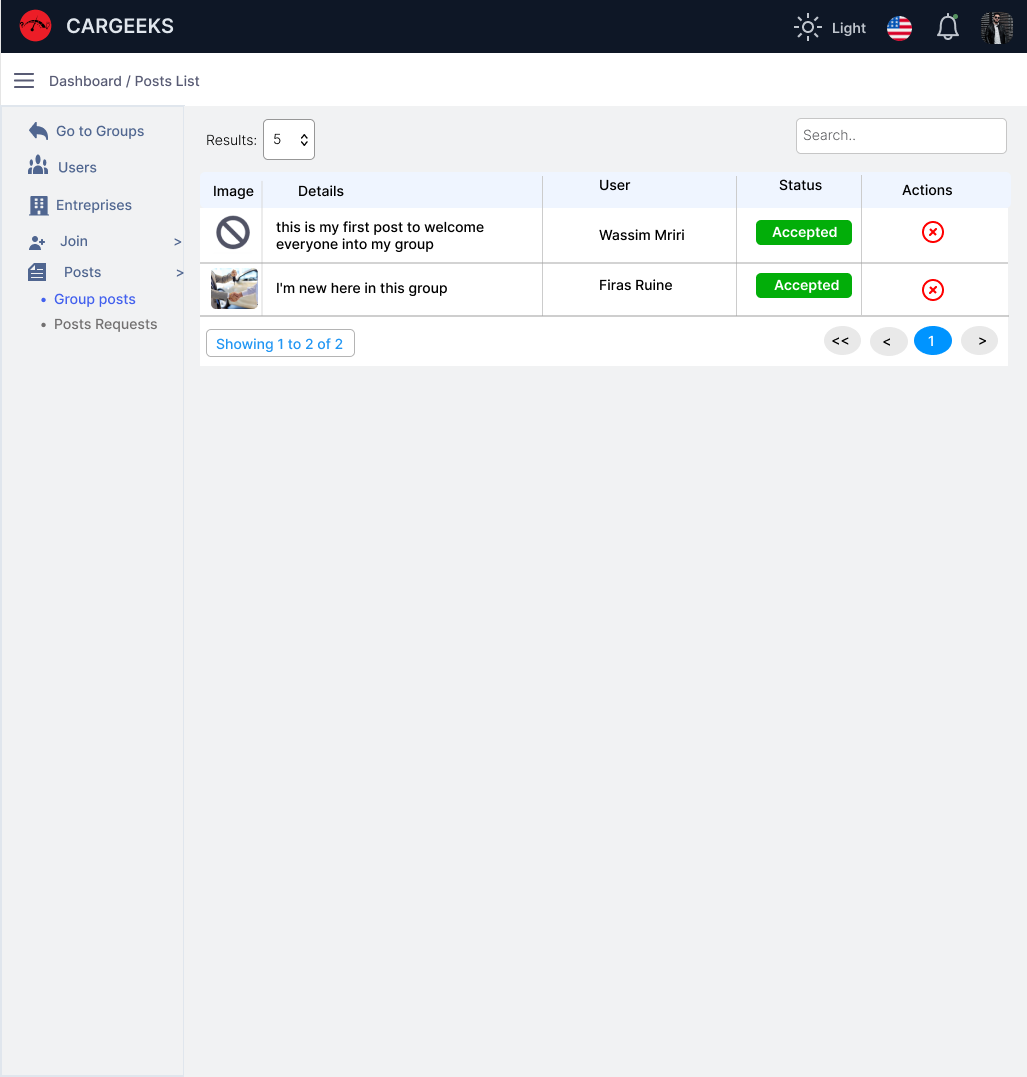 CARGEEKS
Light
Dashboard / Posts List
Go to Groups
Users
Entreprises
Join >
Posts >
• Group posts
• Posts Requests
Results: 5
Search..
Image Details User Status Actions
this is my first post to welcome
everyone into my group
Wassim Mriri
Accepted
I'm new here in this group
Firas Ruine
Accepted
Showing 1 to 2 of 2
<< < 1 >